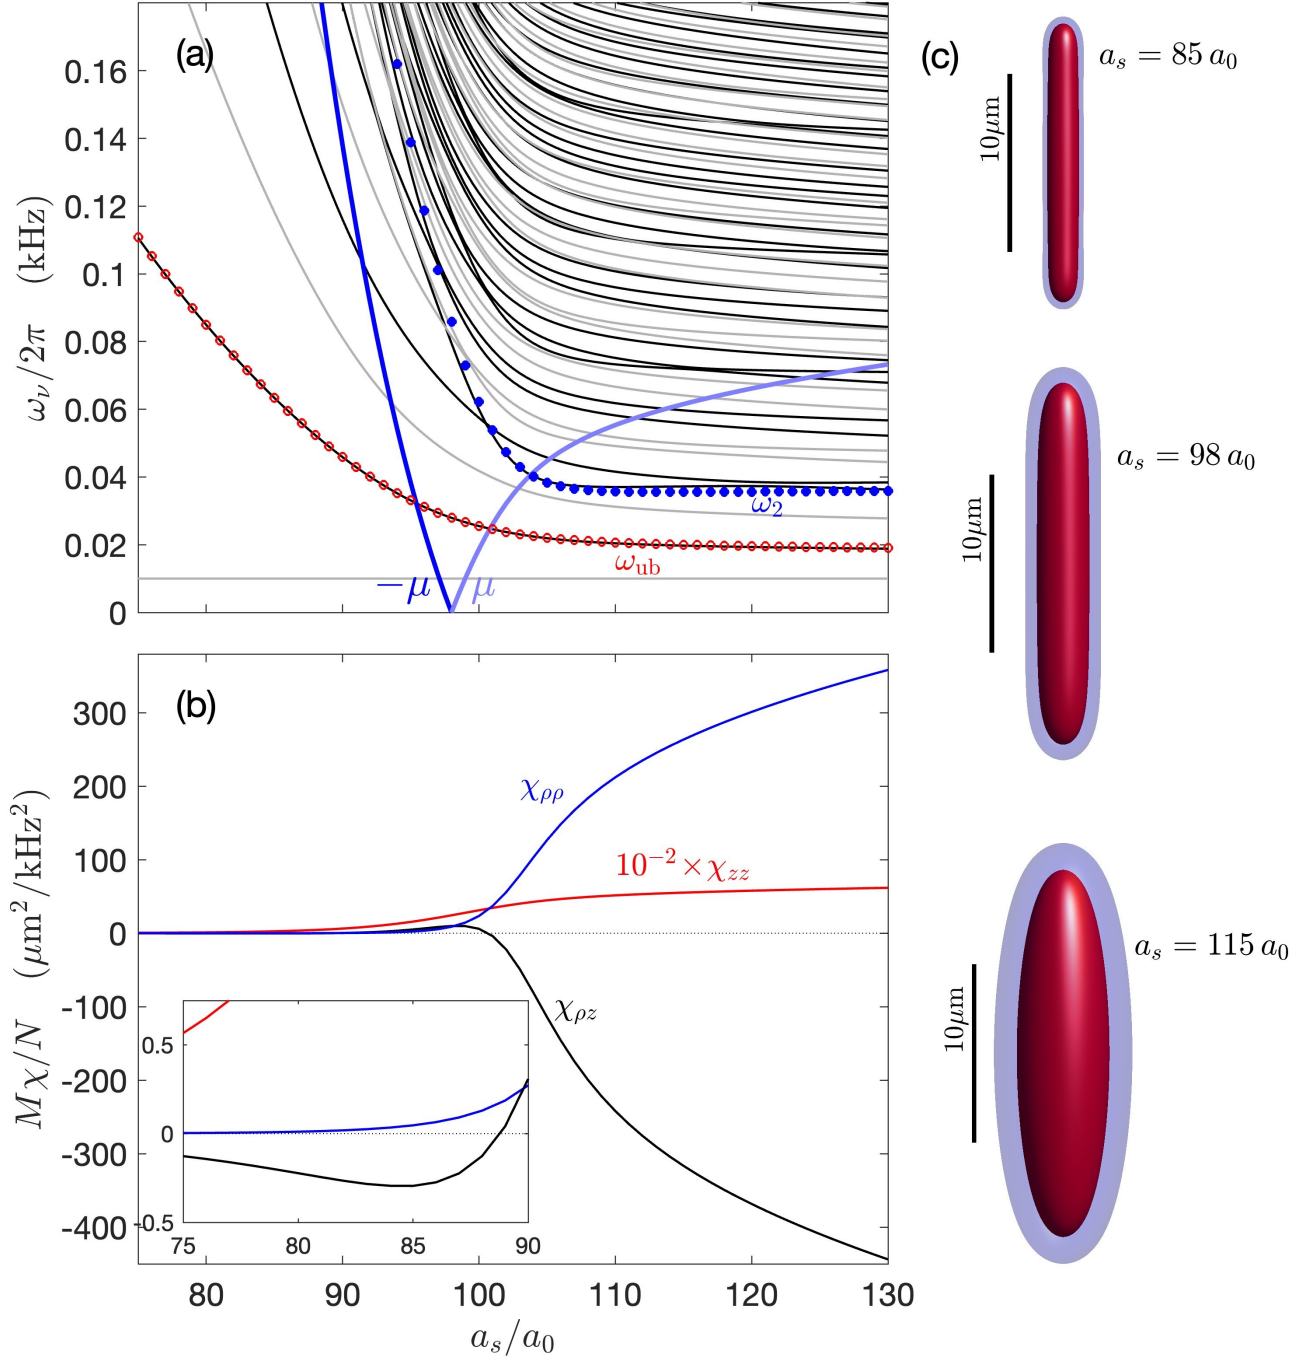 (a)
ω_ν/2π (kHz)
0.16
0.14
0.12
0.1
0.08
0.06
0.04
0.02
0
ω₂
ω_ub
−μ
μ
(b)
Mχ/N (μm²/kHz²)
300
200
100
0
-100
-200
-300
-400
χ_ρρ
10⁻² × χ_zz
χ_ρz
0.5
0
-0.5
75 80 85 90
80 90 100 110 120 130
a_s/a_0
(c)
a_s = 85 a_0
10μm
a_s = 98 a_0
10μm
a_s = 115 a_0
10μm